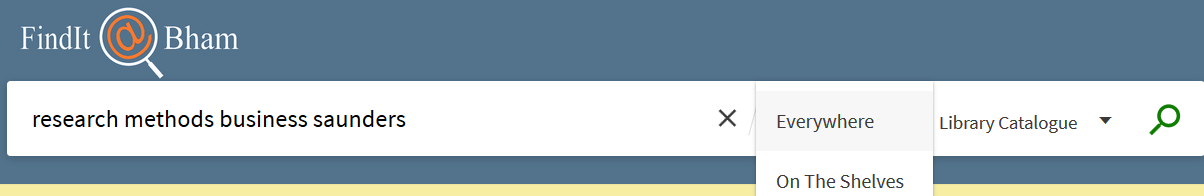 FindIt @ Bham
research methods business saunders
Everywhere
Library Catalogue
On The Shelves